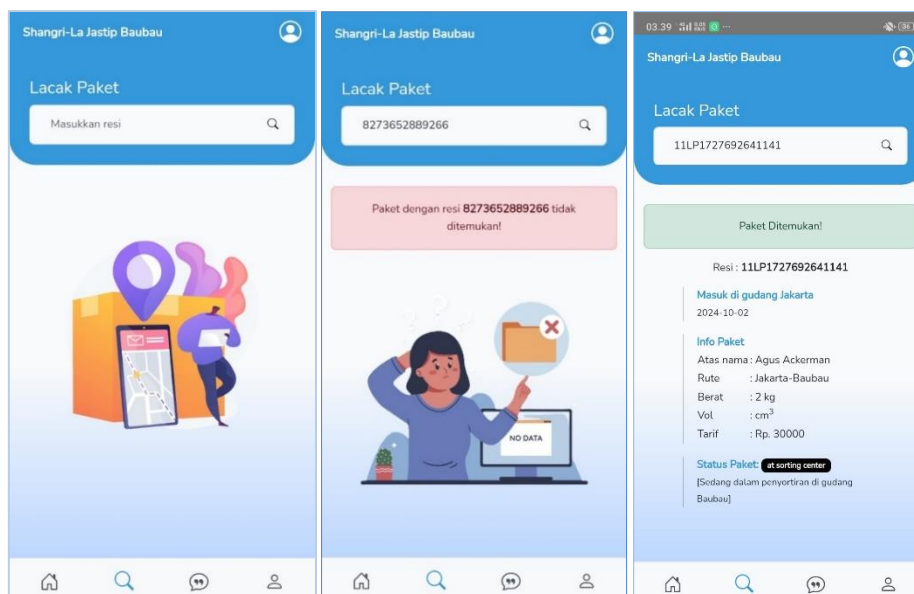 Shangri-La Jastip Baubau
Lacak Paket
Masukkan resi
Shangri-La Jastip Baubau
Lacak Paket
8273652889266
Paket dengan resi 8273652889266 tidak
ditemukan!
NO DATA
03.39
Shangri-La Jastip Baubau
Lacak Paket
11LP1727692641141
Paket Ditemukan!
Resi : 11LP1727692641141
Masuk di gudang Jakarta
2024-10-02
Info Paket
Atas nama : Agus Ackerman
Rute : Jakarta-Baubau
Berat : 2 kg
Vol : cm³
Tarif : Rp. 30000
Status Paket: at sorting center
[Sedang dalam penyortiran di gudang
Baubau]